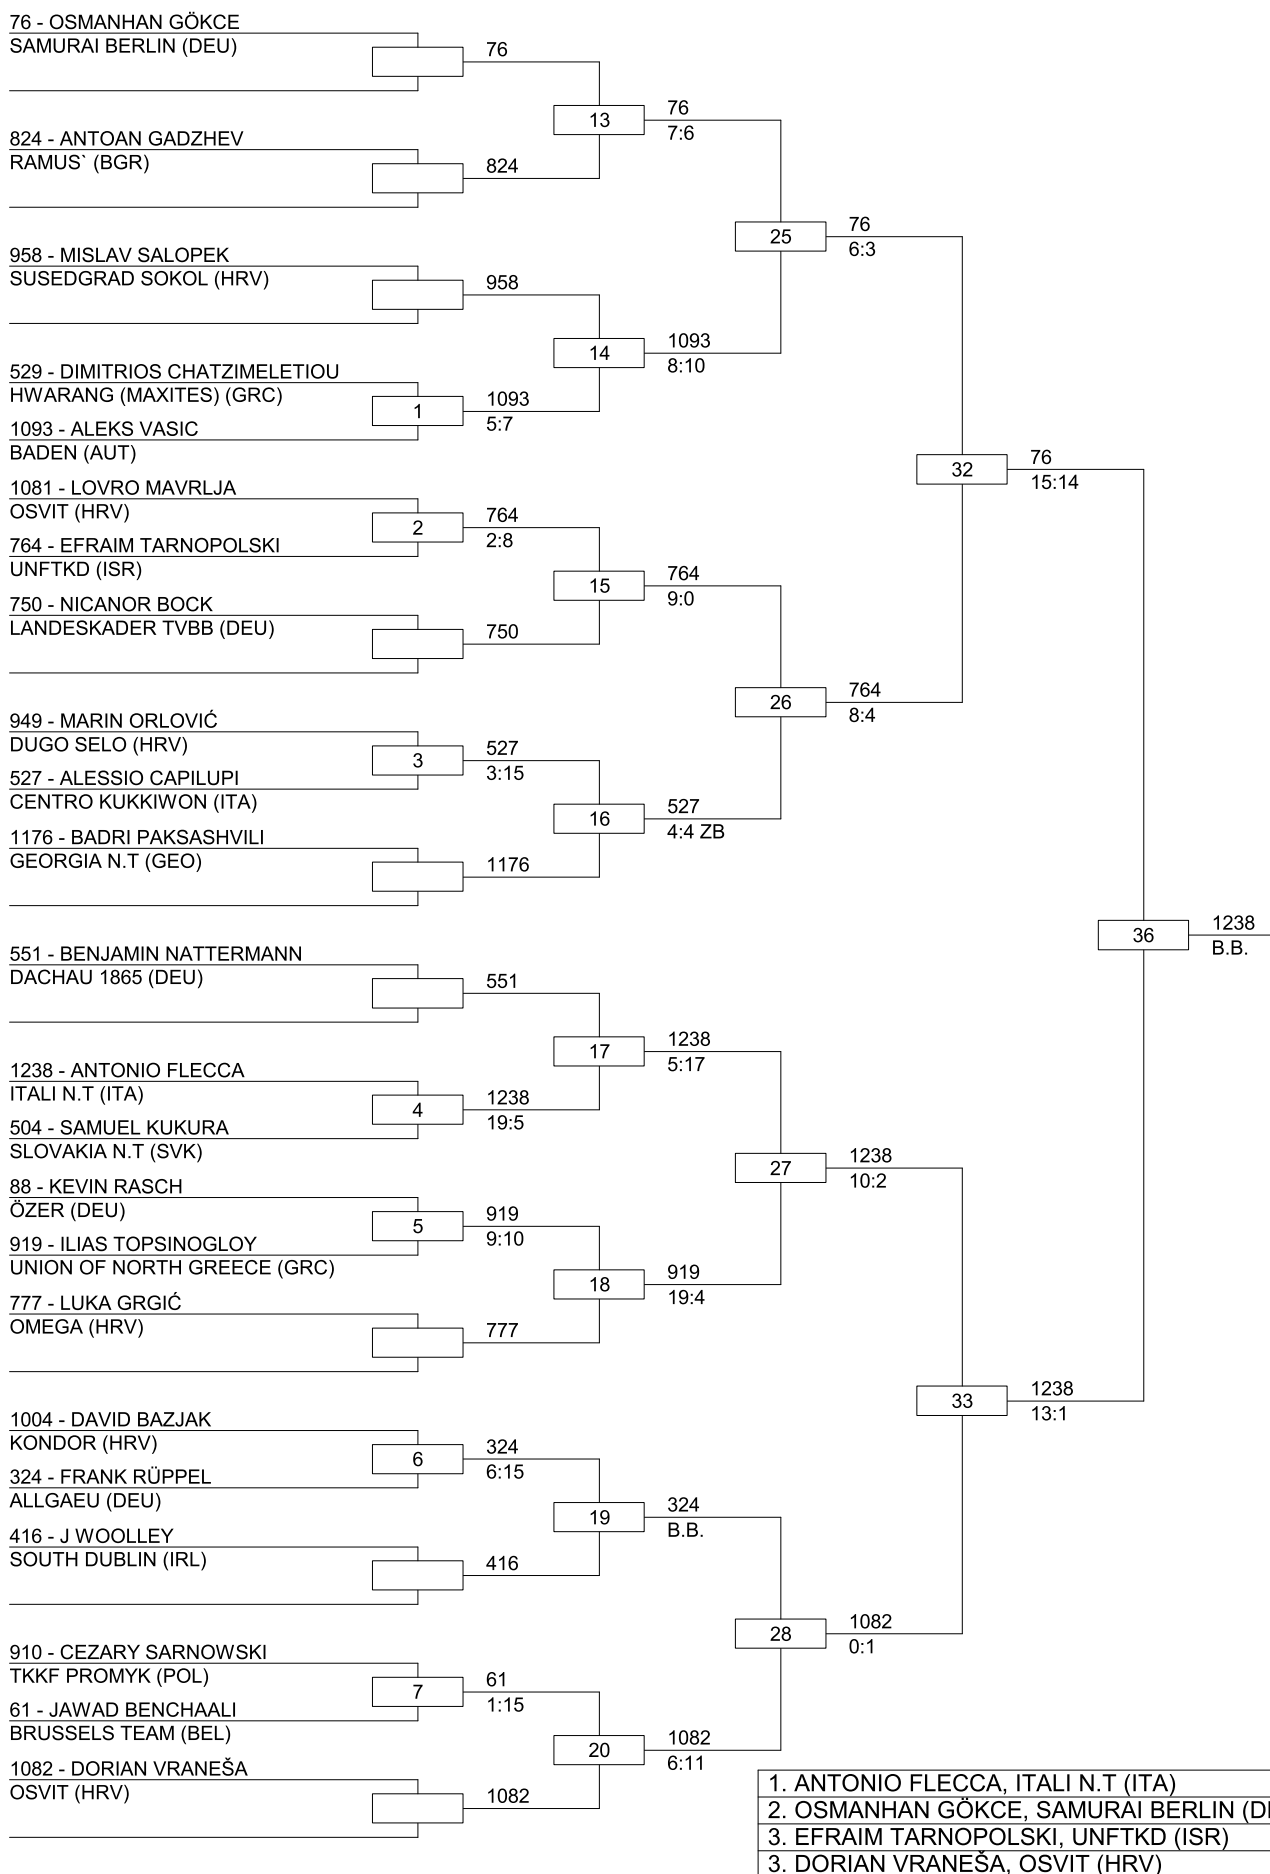 76 - OSMANHAN GÖKCE
SAMURAI BERLIN (DEU)
76
13
76
7:6
824 - ANTOAN GADZHEV
RAMUS` (BGR)
824
25
76
6:3
958 - MISLAV SALOPEK
SUSEDGRAD SOKOL (HRV)
958
14
1093
8:10
529 - DIMITRIOS CHATZIMELETIOU
HWARANG (MAXITES) (GRC)
1
1093
5:7
1093 - ALEKS VASIC
BADEN (AUT)
32
76
15:14
1081 - LOVRO MAVRLJA
OSVIT (HRV)
2
764
2:8
764 - EFRAIM TARNOPOLSKI
UNFTKD (ISR)
15
764
9:0
750 - NICANOR BOCK
LANDESKADER TVBB (DEU)
750
26
764
8:4
949 - MARIN ORLOVIĆ
DUGO SELO (HRV)
3
527
3:15
527 - ALESSIO CAPILUPI
CENTRO KUKKIWON (ITA)
16
527
4:4 ZB
1176 - BADRI PAKSASHVILI
GEORGIA N.T (GEO)
1176
36
1238
B.B.
551 - BENJAMIN NATTERMANN
DACHAU 1865 (DEU)
551
17
1238
5:17
1238 - ANTONIO FLECCA
ITALI N.T (ITA)
4
1238
19:5
504 - SAMUEL KUKURA
SLOVAKIA N.T (SVK)
27
1238
10:2
88 - KEVIN RASCH
ÖZER (DEU)
5
919
9:10
919 - ILIAS TOPSINOGLOY
UNION OF NORTH GREECE (GRC)
18
919
19:4
777 - LUKA GRGIĆ
OMEGA (HRV)
777
33
1238
13:1
1004 - DAVID BAZJAK
KONDOR (HRV)
6
324
6:15
324 - FRANK RÜPPEL
ALLGAEU (DEU)
19
324
B.B.
416 - J WOOLLEY
SOUTH DUBLIN (IRL)
416
28
1082
0:1
910 - CEZARY SARNOWSKI
TKKF PROMYK (POL)
7
61
1:15
61 - JAWAD BENCHAALI
BRUSSELS TEAM (BEL)
20
1082
6:11
1082 - DORIAN VRANEŠA
OSVIT (HRV)
1082
1. ANTONIO FLECCA, ITALI N.T (ITA)
2. OSMANHAN GÖKCE, SAMURAI BERLIN
3. EFRAIM TARNOPOLSKI, UNFTKD (ISR)
3. DORIAN VRANEŠA, OSVIT (HRV)